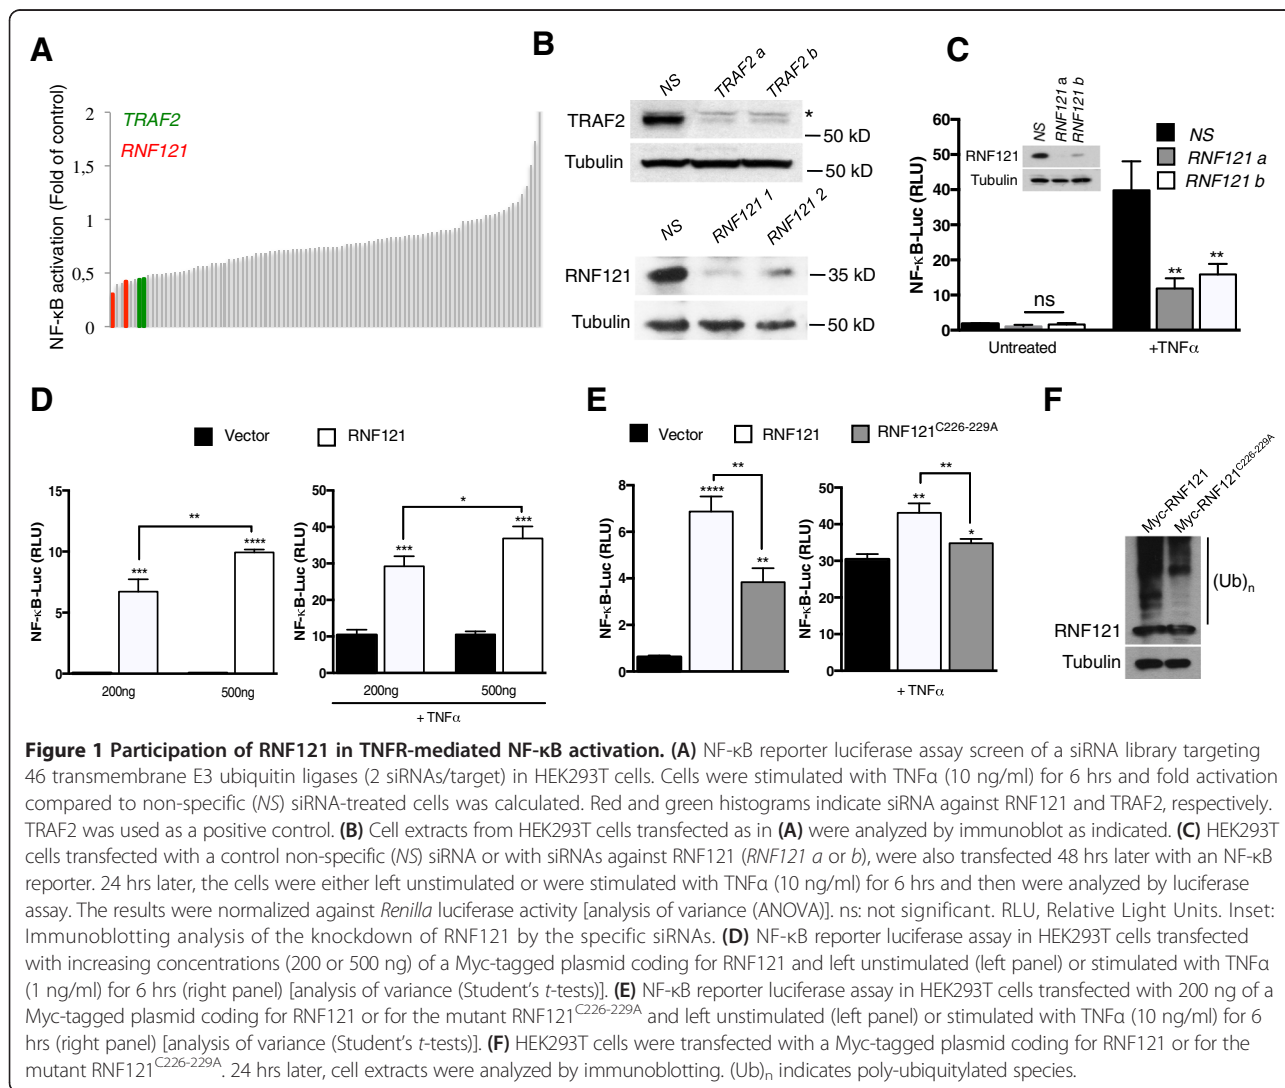 A
NF-κB activation (Fold of control)
2
1,5
1
0,5
0
TRAF2
RNF121
B
NS
TRAF2 a
TRAF2 b
TRAF2
*
50 kD
Tubulin
50 kD
NS
RNF121 1
RNF121 2
RNF121
35 kD
Tubulin
50 kD
C
NF-κB-Luc (RLU)
60
50
40
30
20
10
0
NS
RNF121 a
RNF121 b
RNF121
Tubulin
NS
RNF121 a
RNF121 b
ns
**
**
Untreated
+TNFα
D
Vector
RNF121
NF-κB-Luc (RLU)
15
10
5
0
***
**
****
200ng
500ng
NF-κB-Luc (RLU)
50
40
30
20
10
0
***
*
***
200ng
500ng
+ TNFα
E
Vector
RNF121
RNF121C226-229A
NF-κB-Luc (RLU)
8
6
4
2
0
****
**
**
NF-κB-Luc (RLU)
50
40
30
20
10
0
**
**
*
+ TNFα
F
Myc-RNF121
Myc-RNF121C226-229A
(Ub)n
RNF121
Tubulin
Figure 1 Participation of RNF121 in TNFR-mediated NF-κB activation. (A) NF-κB reporter luciferase assay screen of a siRNA library targeting
46 transmembrane E3 ubiquitin ligases (2 siRNAs/target) in HEK293T cells. Cells were stimulated with TNFα (10 ng/ml) for 6 hrs and fold activation
compared to non-specific (NS) siRNA-treated cells was calculated. Red and green histograms indicate siRNA against RNF121 and TRAF2, respectively.
TRAF2 was used as a positive control. (B) Cell extracts from HEK293T cells transfected as in (A) were analyzed by immunoblot as indicated. (C) HEK293T
cells transfected with a control non-specific (NS) siRNA or with siRNAs against RNF121 (RNF121 a or b), were also transfected 48 hrs later with an NF-κB
reporter. 24 hrs later, the cells were either left unstimulated or were stimulated with TNFα (10 ng/ml) for 6 hrs and then were analyzed by luciferase
assay. The results were normalized against Renilla luciferase activity [analysis of variance (ANOVA)]. ns: not significant. RLU, Relative Light Units. Inset:
Immunoblotting analysis of the knockdown of RNF121 by the specific siRNAs. (D) NF-κB reporter luciferase assay in HEK293T cells transfected
with increasing concentrations (200 or 500 ng) of a Myc-tagged plasmid coding for RNF121 and left unstimulated (left panel) or stimulated with TNFα
(1 ng/ml) for 6 hrs (right panel) [analysis of variance (Student's t-tests)]. (E) NF-κB reporter luciferase assay in HEK293T cells transfected with 200 ng of a
Myc-tagged plasmid coding for RNF121 or for the mutant RNF121C226-229A and left unstimulated (left panel) or stimulated with TNFα (10 ng/ml) for 6
hrs (right panel) [analysis of variance (Student's t-tests)]. (F) HEK293T cells were transfected with a Myc-tagged plasmid coding for RNF121 or for the
mutant RNF121C226-229A. 24 hrs later, cell extracts were analyzed by immunoblotting. (Ub)n indicates poly-ubiquitylated species.